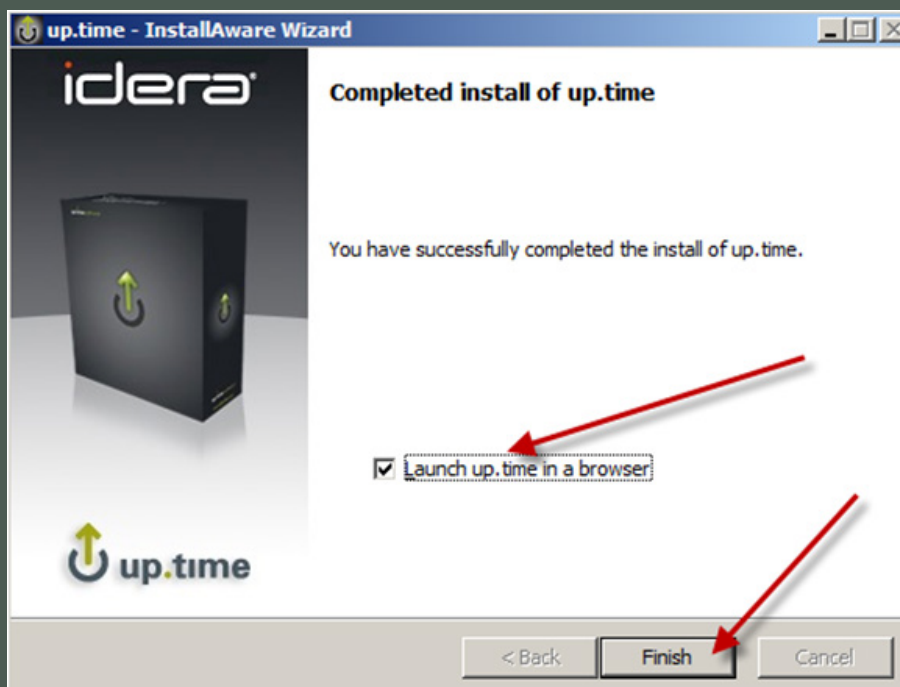 up.time - InstallAware Wizard
idera
Completed install of up.time
You have successfully completed the install of up.time.
Launch up.time in a browser
up.time
< Back
Finish
Cancel